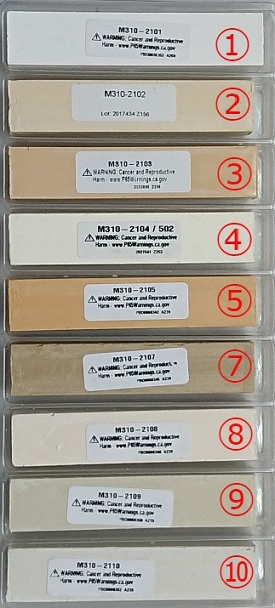 M310-2101
⚠ WARNING: Cancer and Reproductive
Harm - www.P65Warnings.ca.gov
①
M310-2102
Lot: 2017434 Z156
②
M310-2103
⚠ WARNING: Cancer and Reproductive
Harm - www.P65Warnings.ca.gov
③
M310-2104 / 502
⚠ WARNING: Cancer and Reproductive
Harm - www.P65Warnings.ca.gov
④
M310-2105
⚠ WARNING: Cancer and Reproductive
Harm - www.P65Warnings.ca.gov
⑤
M310-2107
⚠ WARNING: Cancer and Reproductive
Harm - www.P65Warnings.ca.gov
⑦
M310-2108
⚠ WARNING: Cancer and Reproductive
Harm - www.P65Warnings.ca.gov
⑧
M310-2109
⚠ WARNING: Cancer and Reproductive
Harm - www.P65Warnings.ca.gov
⑨
M310-2110
⚠ WARNING: Cancer and Reproductive
Harm - www.P65Warnings.ca.gov
⑩